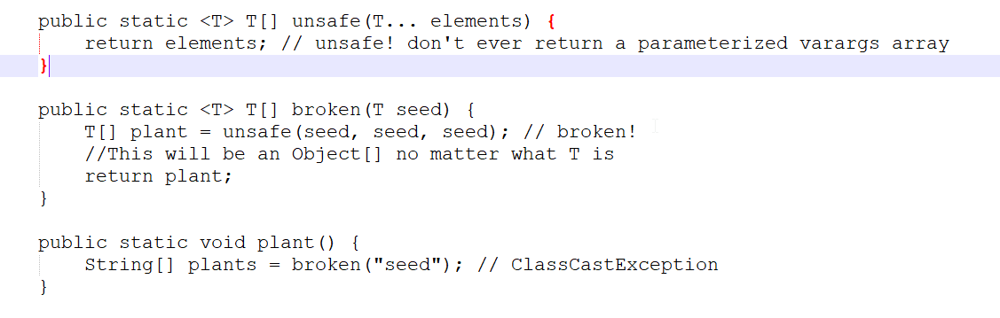 public static <T> T[] unsafe(T... elements) {
    return elements; // unsafe! don't ever return a parameterized varargs array
}

public static <T> T[] broken(T seed) {
    T[] plant = unsafe(seed, seed, seed); // broken!
    //This will be an Object[] no matter what T is
    return plant;
}

public static void plant() {
    String[] plants = broken("seed"); // ClassCastException
}